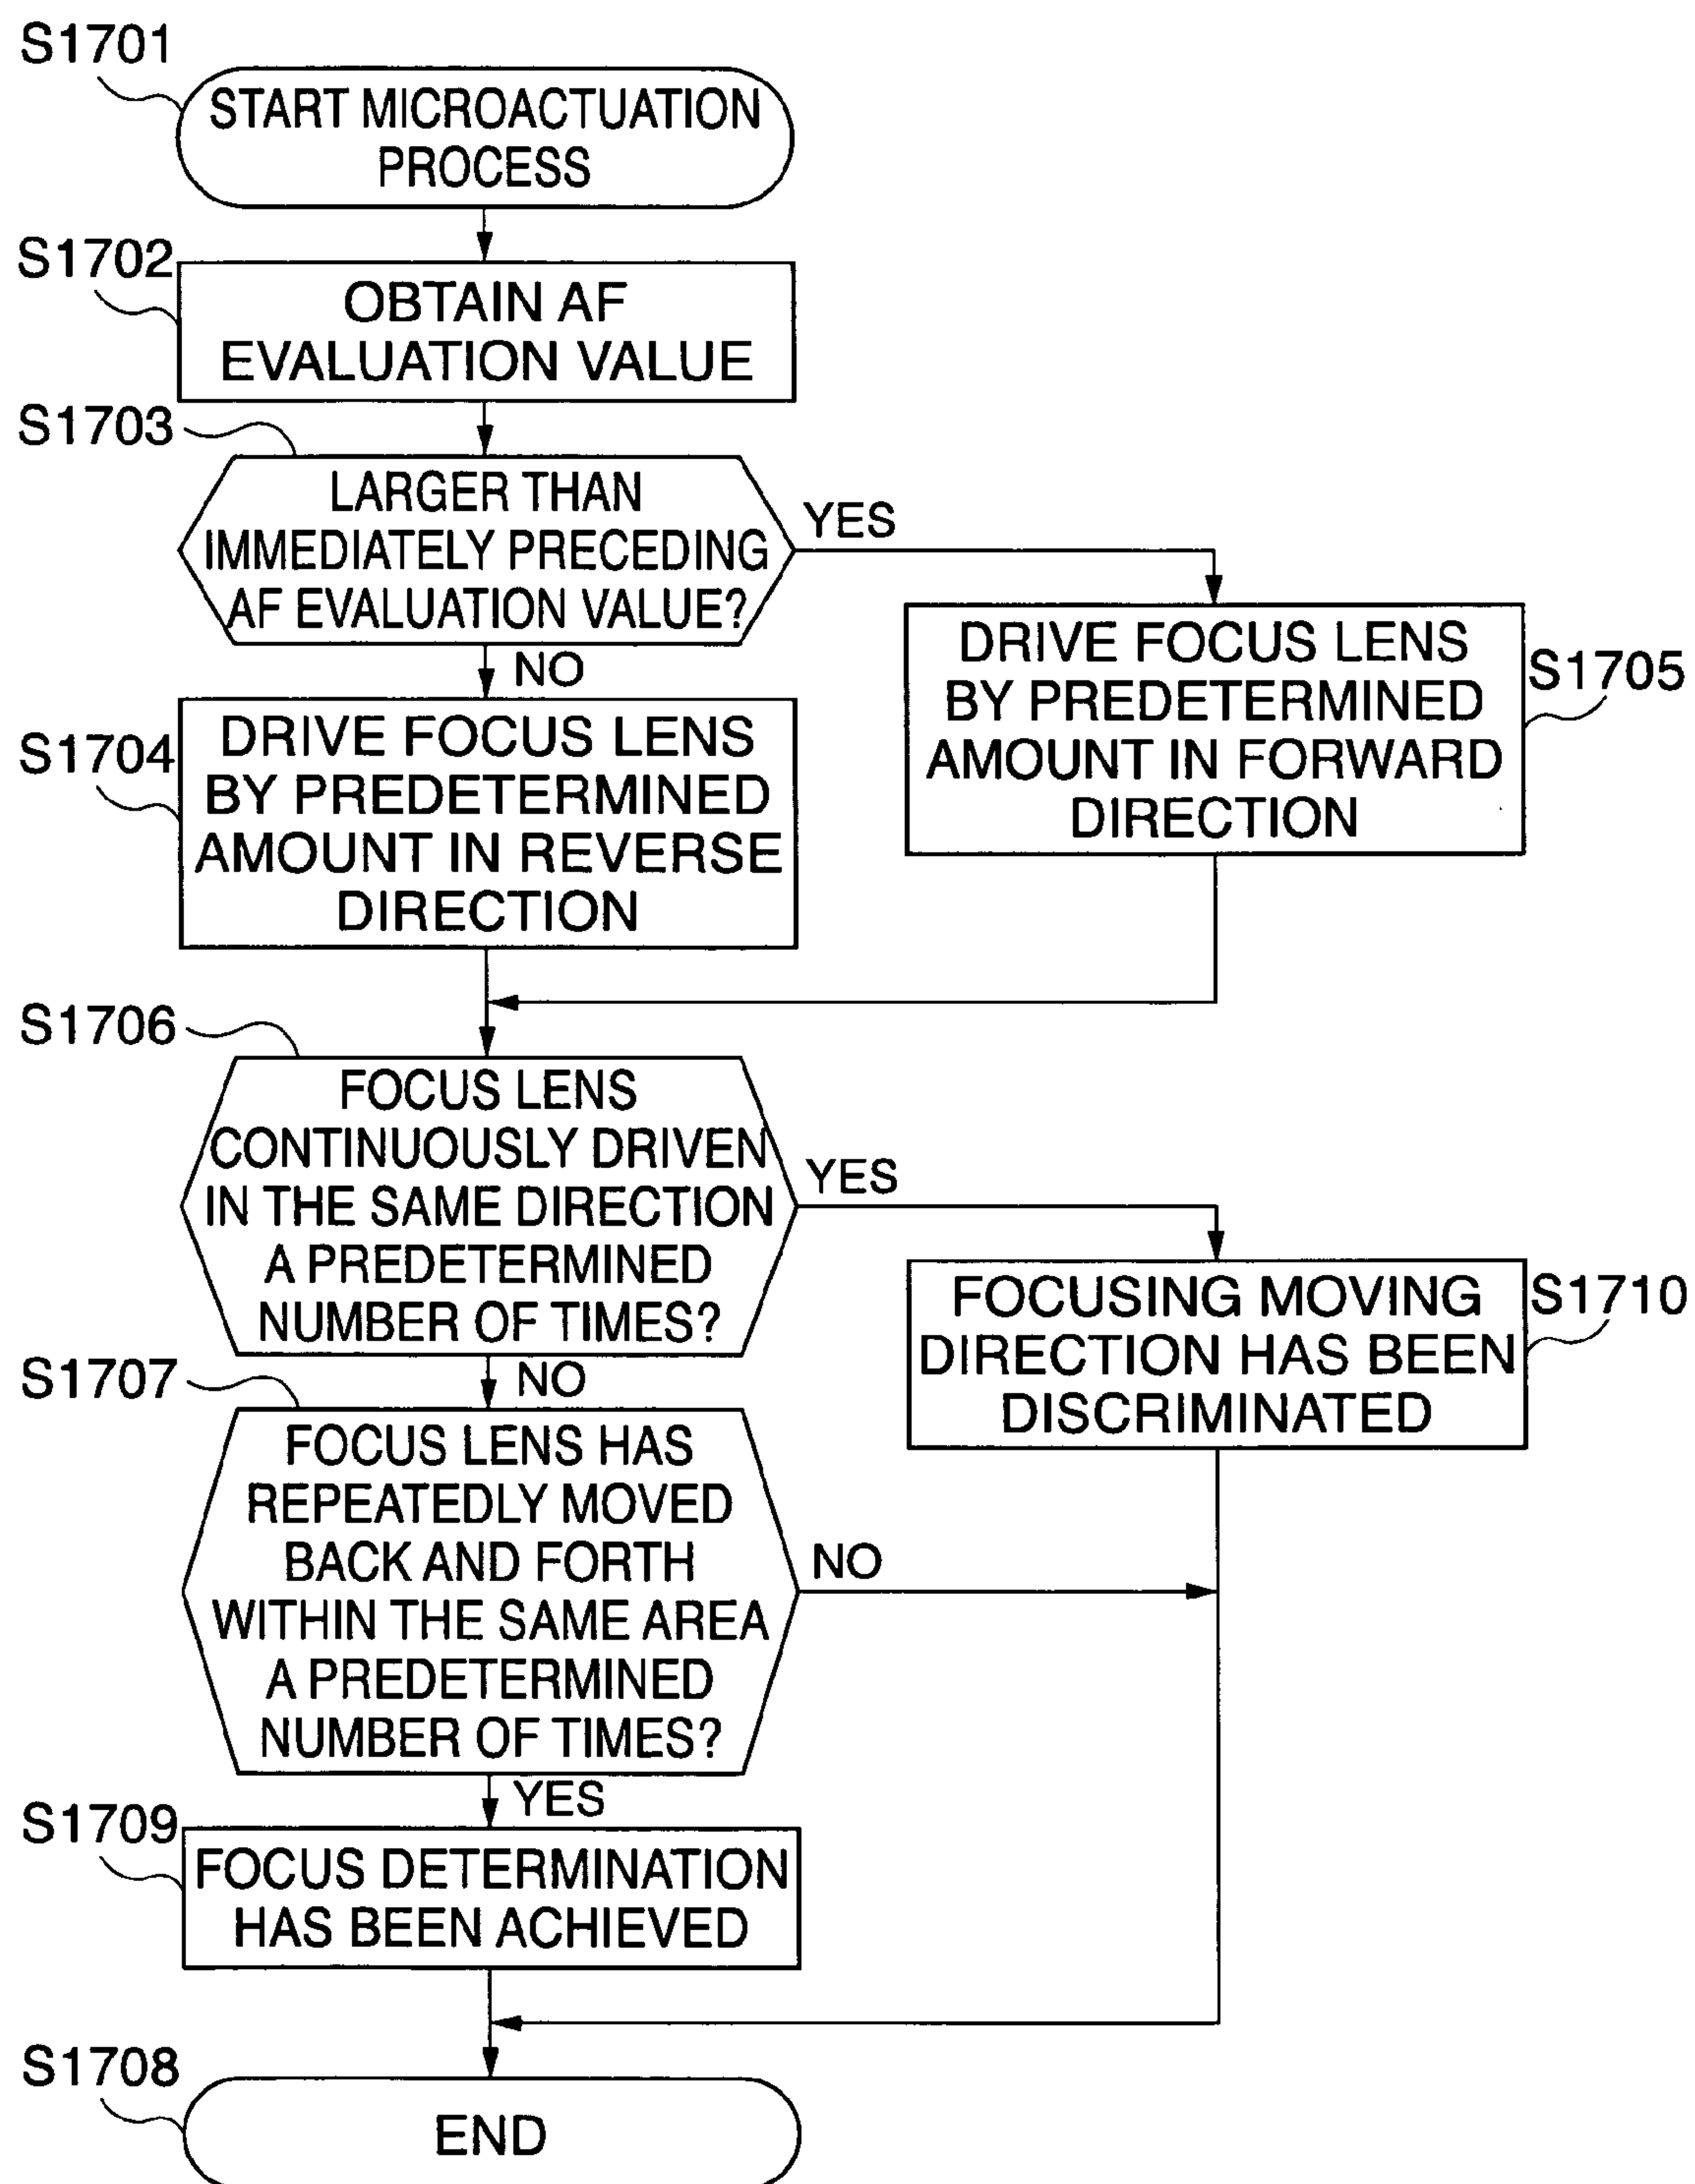 S1701
START MICROACTUATION
PROCESS
S1702
OBTAIN AF
EVALUATION VALUE
S1703
LARGER THAN
IMMEDIATELY PRECEDING
AF EVALUATION VALUE?
YES
NO
S1704
DRIVE FOCUS LENS
BY PREDETERMINED
AMOUNT IN REVERSE
DIRECTION
DRIVE FOCUS LENS
BY PREDETERMINED
AMOUNT IN FORWARD
DIRECTION
S1705
S1706
FOCUS LENS
CONTINUOUSLY DRIVEN
IN THE SAME DIRECTION
A PREDETERMINED
NUMBER OF TIMES?
YES
NO
FOCUSING MOVING
DIRECTION HAS BEEN
DISCRIMINATED
S1710
S1707
FOCUS LENS HAS
REPEATEDLY MOVED
BACK AND FORTH
WITHIN THE SAME AREA
A PREDETERMINED
NUMBER OF TIMES?
NO
YES
S1709
FOCUS DETERMINATION
HAS BEEN ACHIEVED
S1708
END